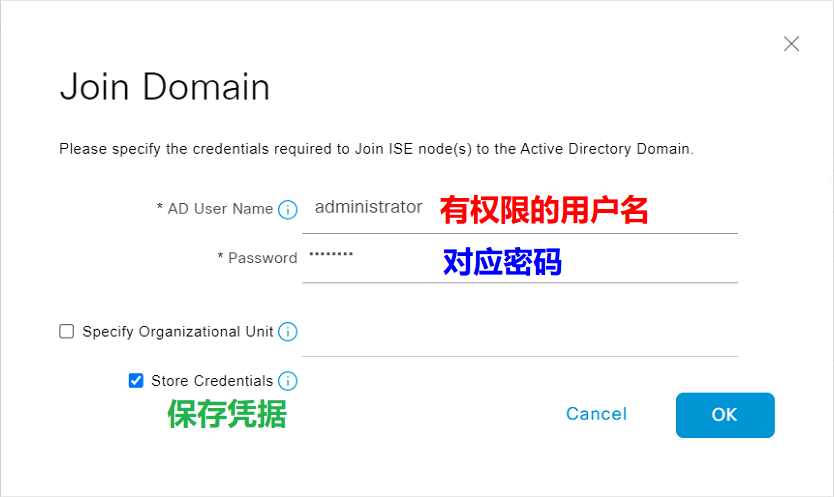 Join Domain
Please specify the credentials required to Join ISE node(s) to the Active Directory Domain.
* AD User Name administrator 有权限的用户名
* Password •••••••• 对应密码
Specify Organizational Unit
Store Credentials
保存凭据
Cancel OK